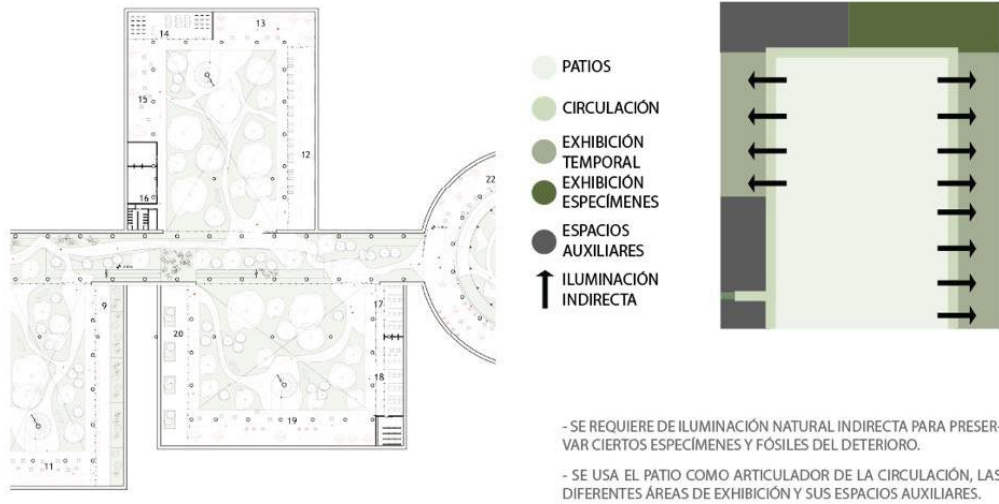 14
13
15
12
16
22
9
17
20
18
19
11
PATIOS
CIRCULACIÓN
EXHIBICIÓN
TEMPORAL
EXHIBICIÓN
ESPECÍMENES
ESPACIOS
AUXILIARES
ILUMINACIÓN
INDIRECTA
- SE REQUIERE DE ILUMINACIÓN NATURAL INDIRECTA PARA PRESER-
VAR CIERTOS ESPECÍMENES Y FÓSILES DEL DETERIORO.
- SE USA EL PATIO COMO ARTICULADOR DE LA CIRCULACIÓN, LAS
DIFERENTES ÁREAS DE EXHIBICIÓN Y SUS ESPACIOS AUXILIARES.